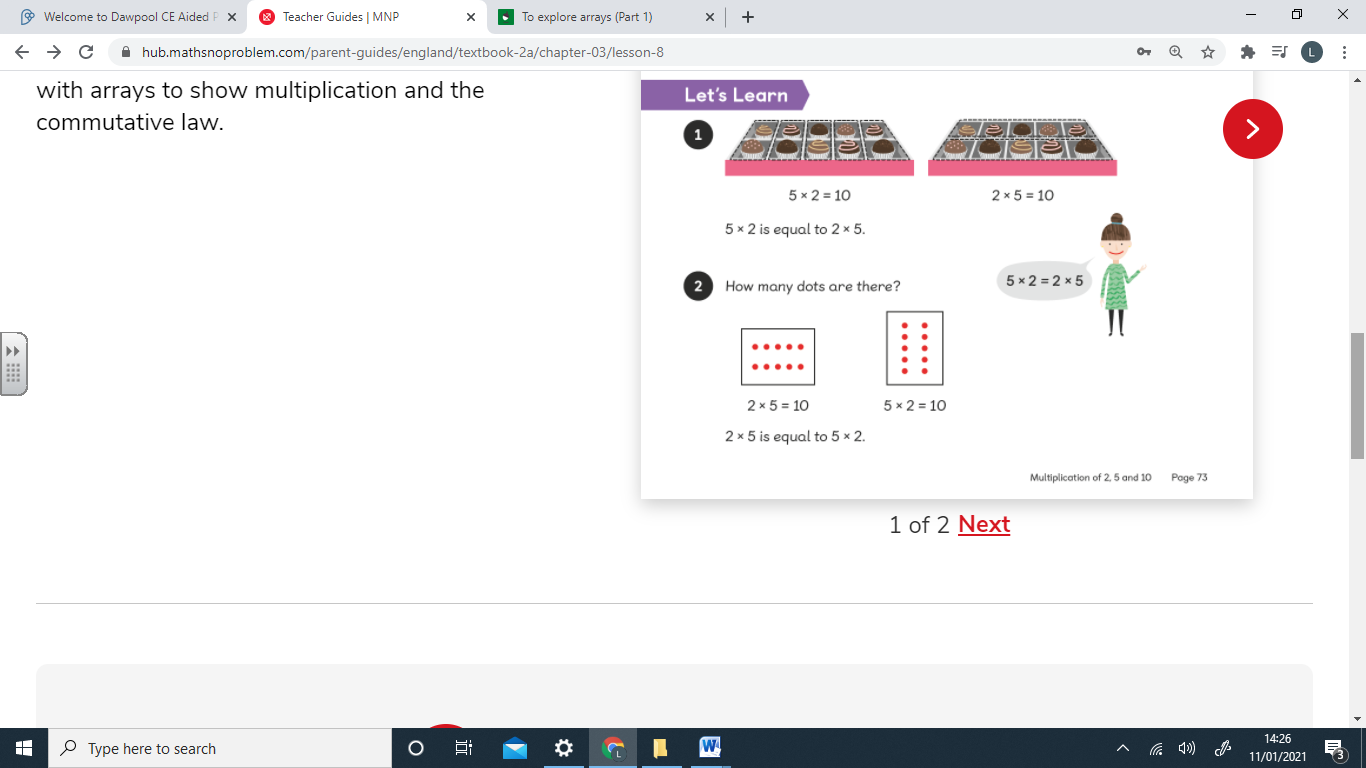 Welcome to Dawpool CE Aided P
Teacher Guides | MNP
To explore arrays (Part 1)
hub.mathsnoproblem.com/parent-guides/england/textbook-2a/chapter-03/lesson-8
L
with arrays to show multiplication and the
commutative law.
Let's Learn
1
5 × 2 = 10
2 × 5 = 10
5 × 2 is equal to 2 × 5.
2
How many dots are there?
5 × 2 = 2 × 5
2 × 5 = 10
5 × 2 = 10
2 × 5 is equal to 5 × 2.
Multiplication of 2, 5 and 10 Page 73
1 of 2 Next
Type here to search
L
W
14:26
11/01/2021
3